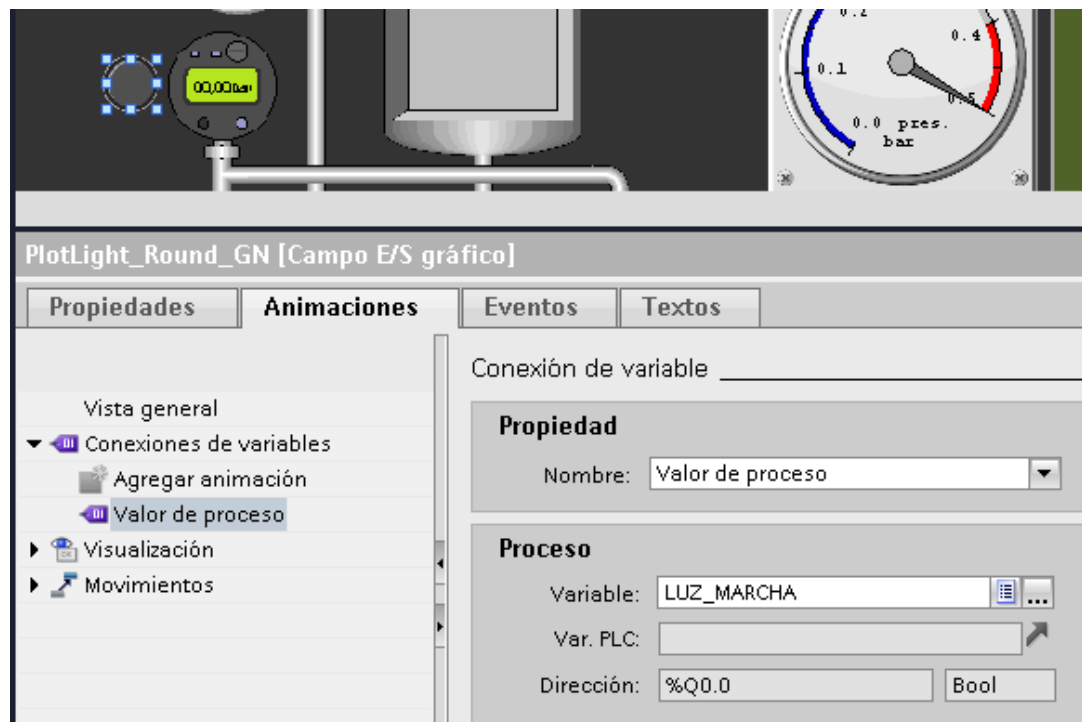 0.2
0.4
0.1
00,00bar
0.5
0.0 pres.
bar
PlotLight_Round_GN [Campo E/S gráfico]
Propiedades Animaciones Eventos Textos
Conexión de variable
Vista general
Propiedad
Conexiones de variables
Nombre: Valor de proceso
Agregar animación
Valor de proceso
Visualización
Proceso
Movimientos
Variable: LUZ_MARCHA
...
Var. PLC:
Dirección: %Q0.0 Bool